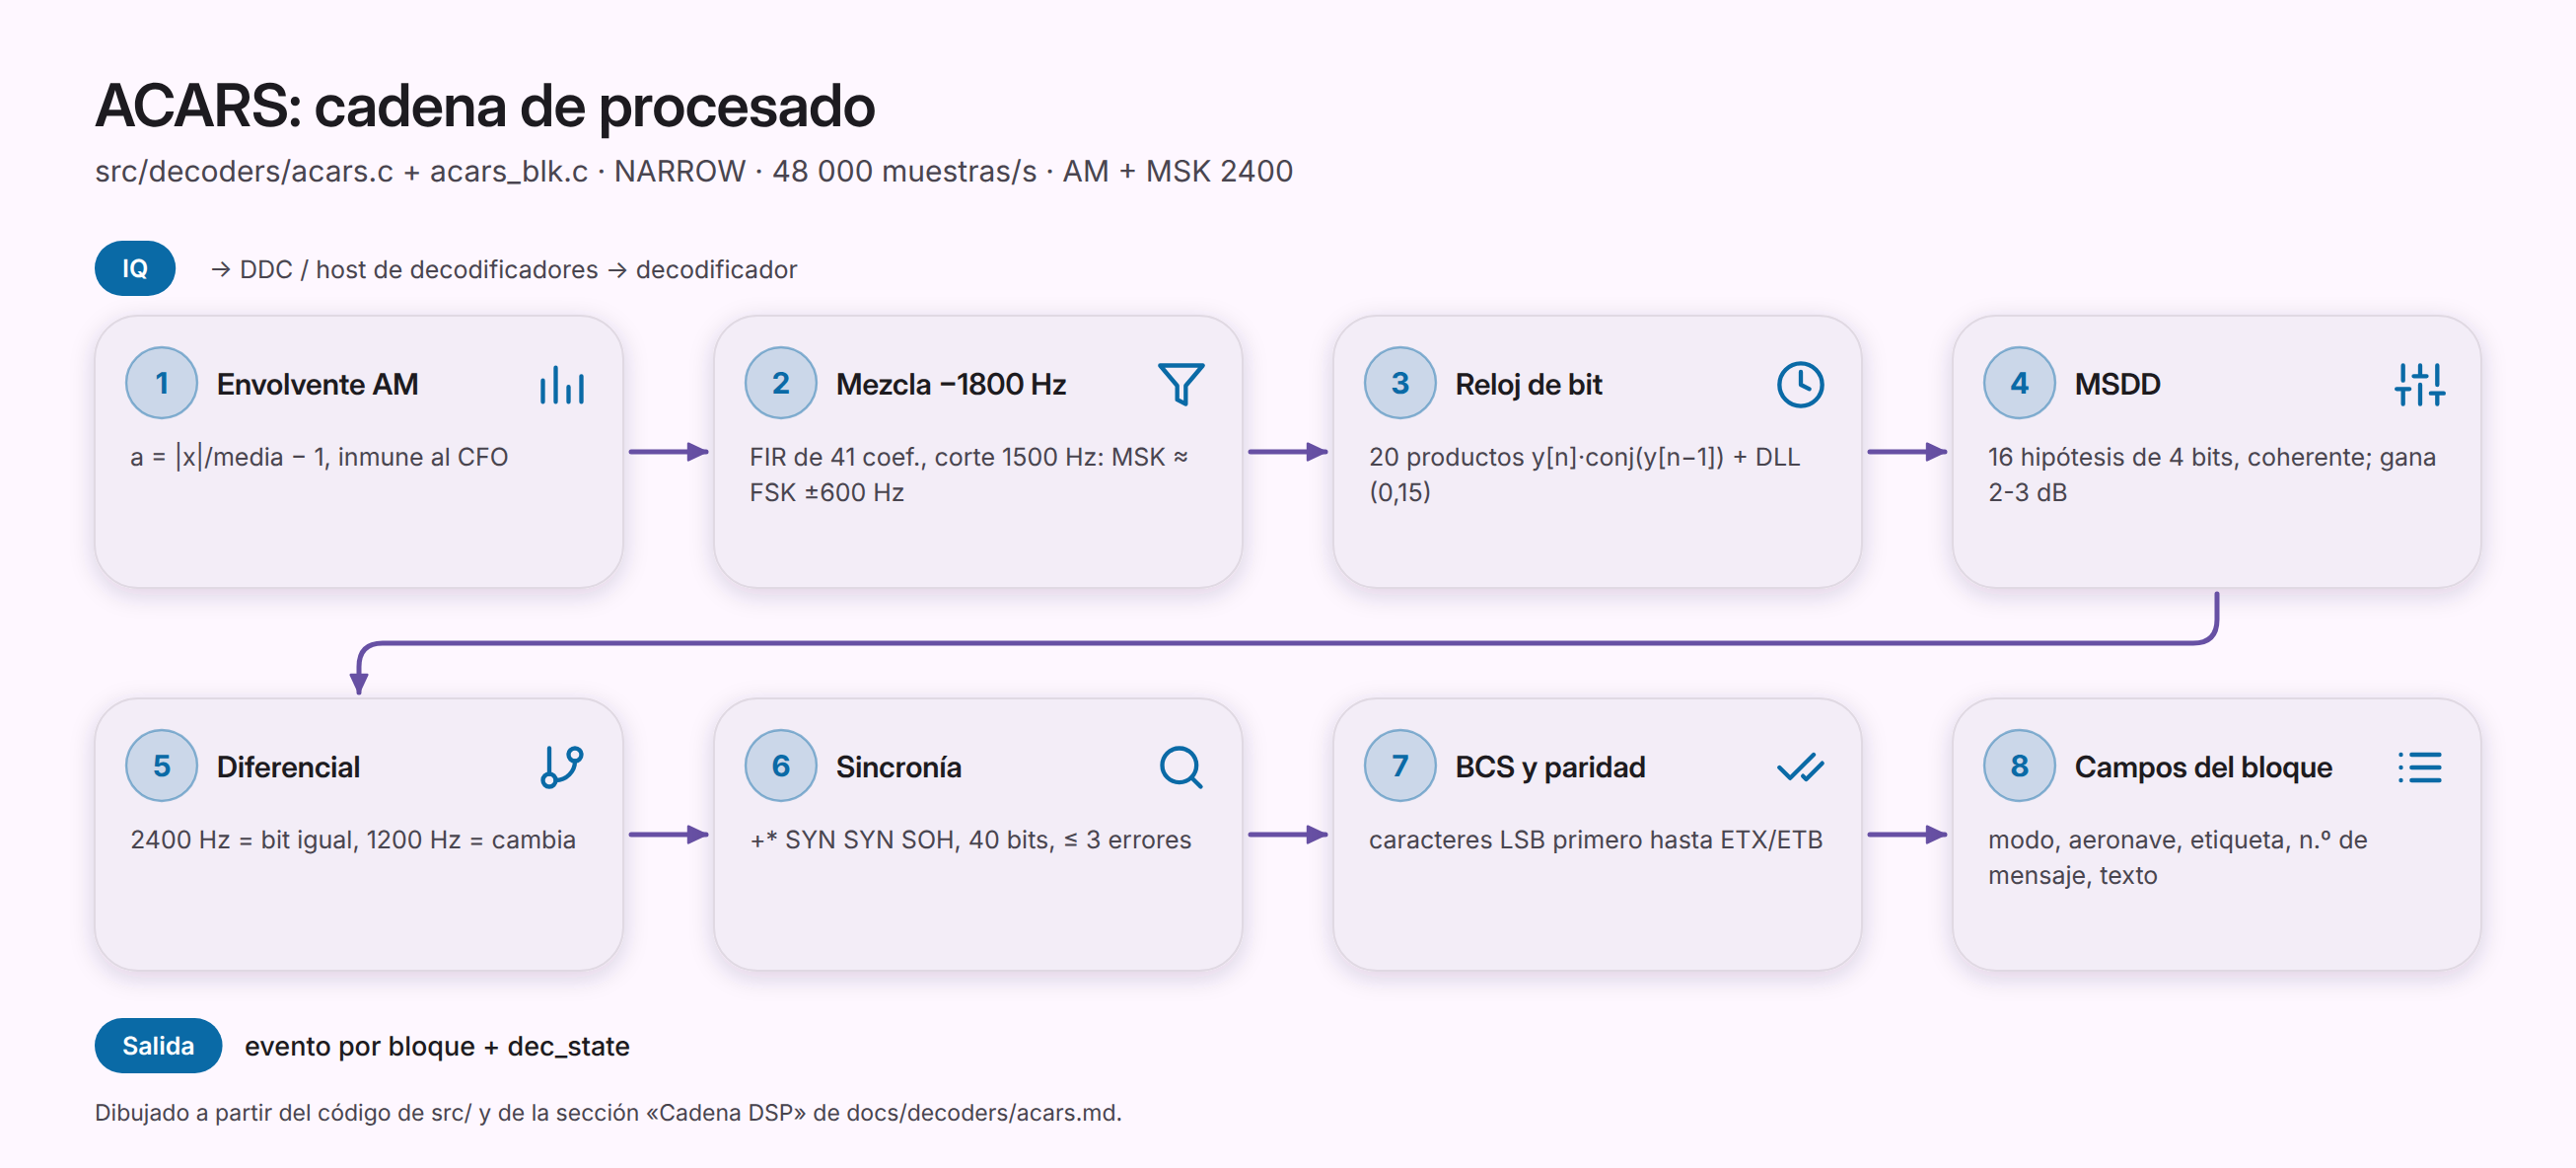 ACARS: cadena de procesado
src/decoders/acars.c + acars_blk.c · NARROW · 48 000 muestras/s · AM + MSK 2400
IQ → DDC / host de decodificadores → decodificador
1 Envolvente AM
a = |x|/media − 1, inmune al CFO
2 Mezcla −1800 Hz
FIR de 41 coef., corte 1500 Hz: MSK ≈
FSK ±600 Hz
3 Reloj de bit
20 productos y[n]·conj(y[n−1]) + DLL
(0,15)
4 MSDD
16 hipótesis de 4 bits, coherente; gana
2-3 dB
5 Diferencial
2400 Hz = bit igual, 1200 Hz = cambia
6 Sincronía
+* SYN SYN SOH, 40 bits, ≤ 3 errores
7 BCS y paridad
caracteres LSB primero hasta ETX/ETB
8 Campos del bloque
modo, aeronave, etiqueta, n.º de
mensaje, texto
Salida evento por bloque + dec_state
Dibujado a partir del código de src/ y de la sección «Cadena DSP» de docs/decoders/acars.md.